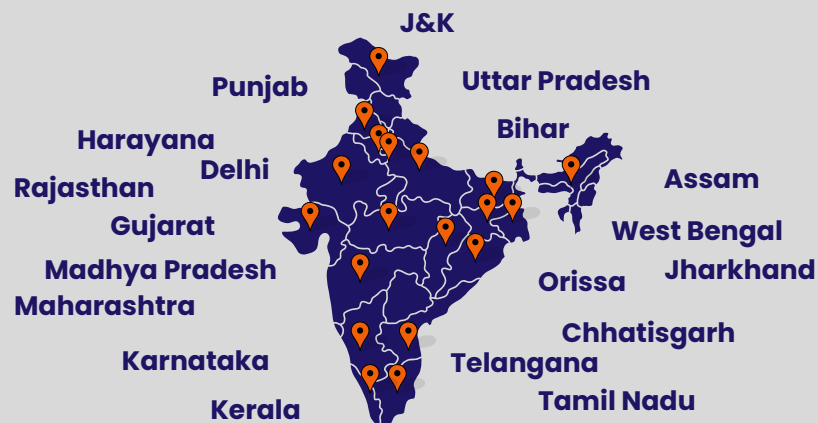 J&K
Punjab
Uttar Pradesh
Harayana
Bihar
Delhi
Rajasthan
Assam
Gujarat
West Bengal
Madhya Pradesh
Jharkhand
Orissa
Maharashtra
Chhatisgarh
Karnataka
Telangana
Tamil Nadu
Kerala